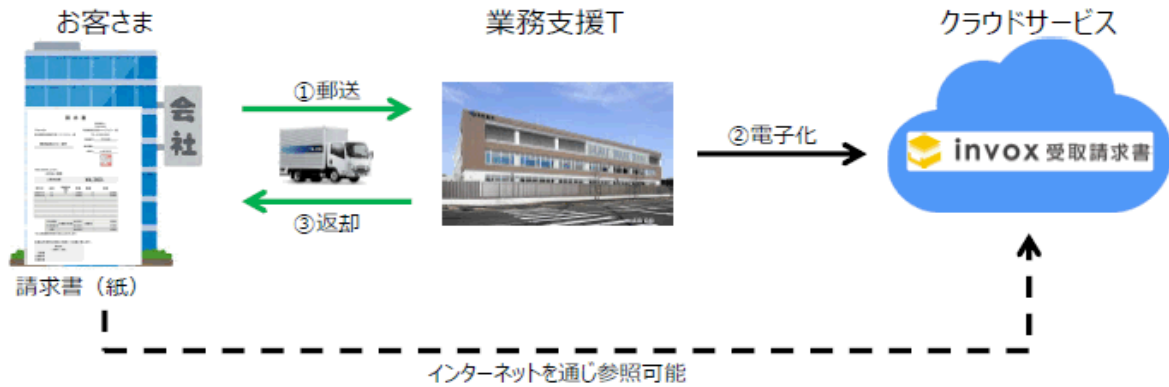 お客さま
業務支援T
クラウドサービス
会社
①郵送
②電子化
invox 受取請求書
③返却
請求書（紙）
インターネットを通じ参照可能